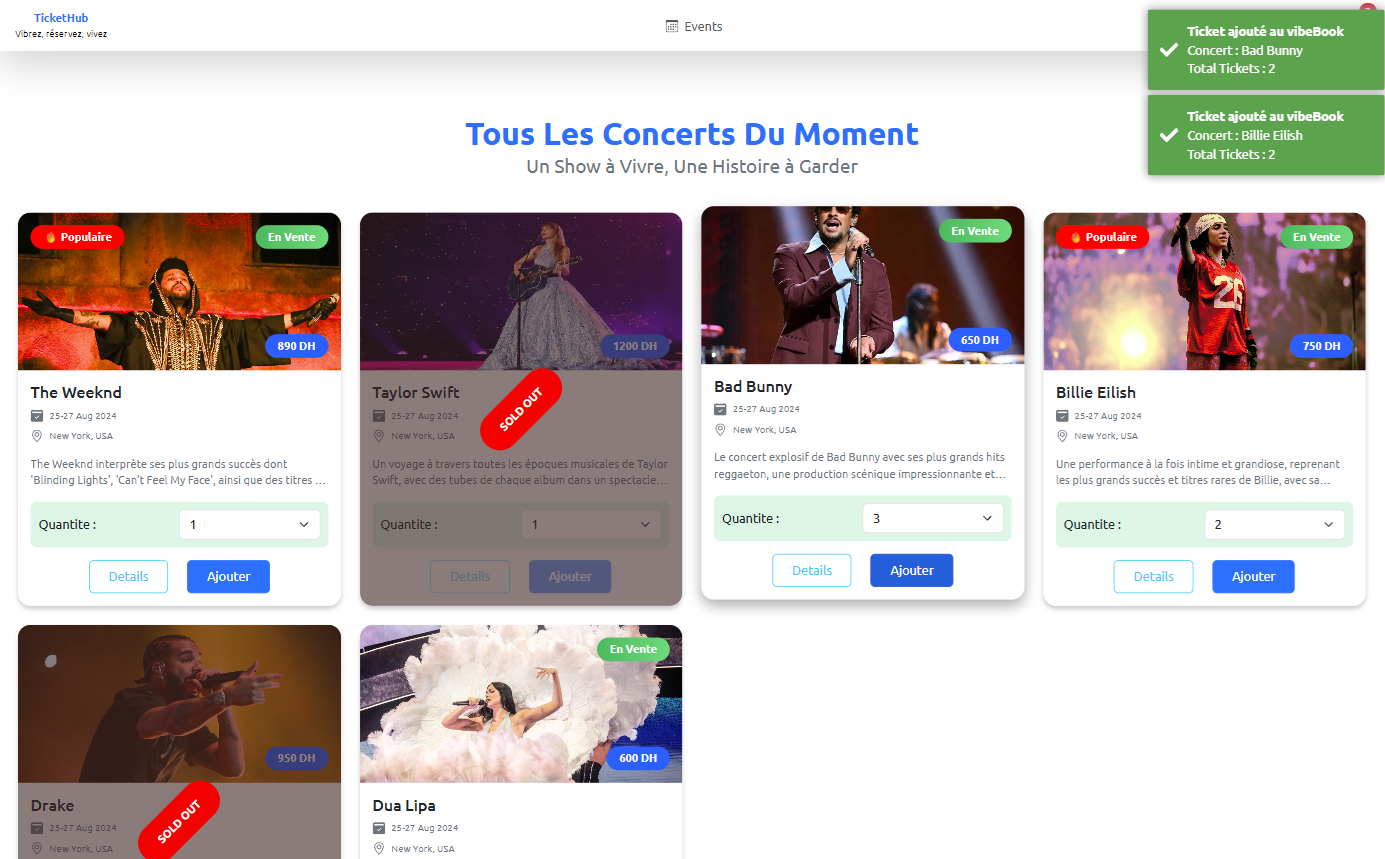 TicketHub
Vibrez, réservez, vivez
Events
Ticket ajouté au vibeBook
Concert : Bad Bunny
Total Tickets : 2
Ticket ajouté au vibeBook
Concert : Billie Eilish
Total Tickets : 2
Tous Les Concerts Du Moment
Un Show à Vivre, Une Histoire à Garder
🔥 Populaire
En Vente
890 DH
The Weeknd
25-27 Aug 2024
New York, USA
The Weeknd interprète ses plus grands succès dont
'Blinding Lights', 'Can't Feel My Face', ainsi que des titres ...
Quantite :
1
Details
Ajouter
1200 DH
SOLD OUT
Taylor Swift
25-27 Aug 2024
New York, USA
Un voyage à travers toutes les époques musicales de Taylor
Swift, avec des tubes de chaque album dans un spectacle...
Quantite :
1
Details
Ajouter
En Vente
650 DH
Bad Bunny
25-27 Aug 2024
New York, USA
Le concert explosif de Bad Bunny avec ses plus grands hits
reggaeton, une production scénique impressionnante et...
Quantite :
3
Details
Ajouter
🔥 Populaire
En Vente
26
750 DH
Billie Eilish
25-27 Aug 2024
New York, USA
Une performance à la fois intime et grandiose, reprenant
les plus grands succès et titres rares de Billie, avec sa...
Quantite :
2
Details
Ajouter
950 DH
SOLD OUT
Drake
25-27 Aug 2024
New York, USA
En Vente
600 DH
Dua Lipa
25-27 Aug 2024
New York, USA